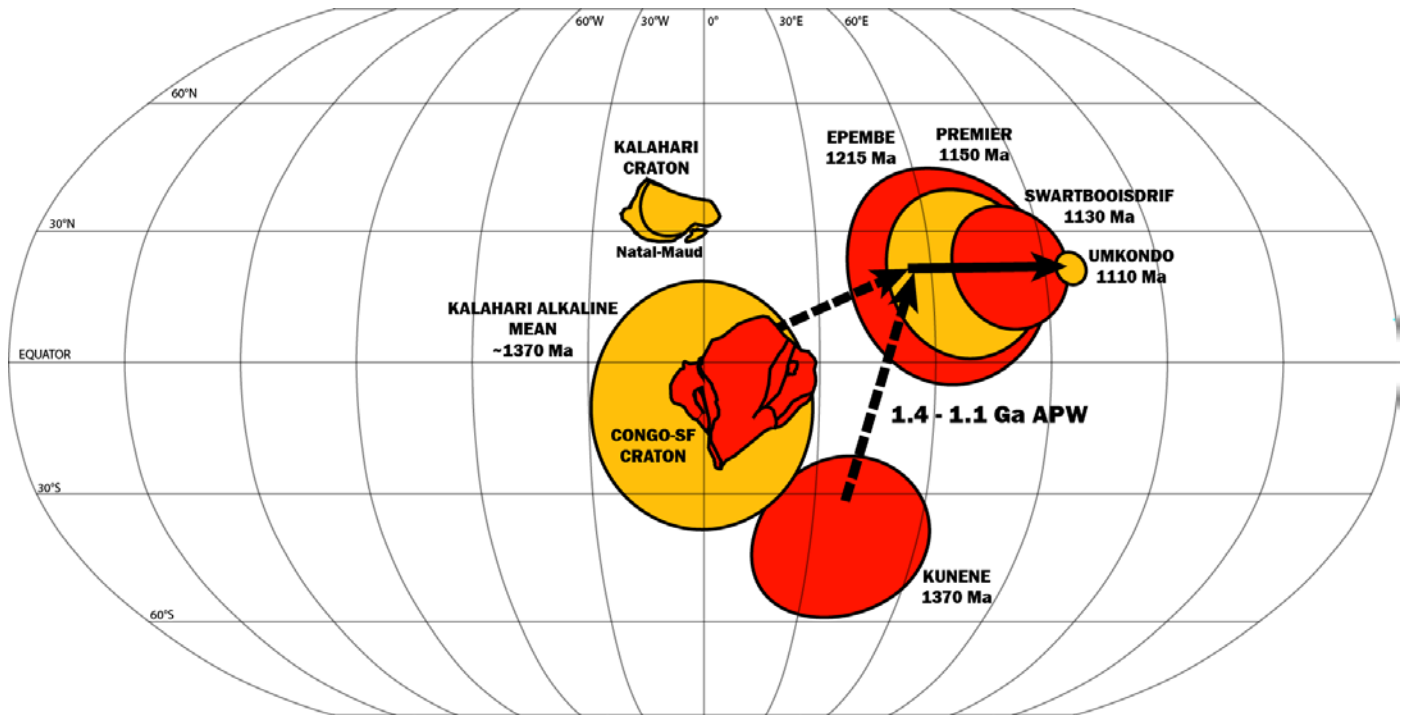 60°W
30W
0°
30°E
60°E
60°N
EPEMBE
1215 Ma
PREMIER
1150 Ma
KALAHARI
CRATON
SWARTBOOISDRIF
1130 Ma
30°N
Natal-Maud
UMKONDO
1110 Ma
KALAHARI ALKALINE
MEAN
~1370 Ma
EQUATOR
1.4 - 1.1 Ga APW
CONGO-SF
CRATON
30°S
KUNENE
1370 Ma
60°S